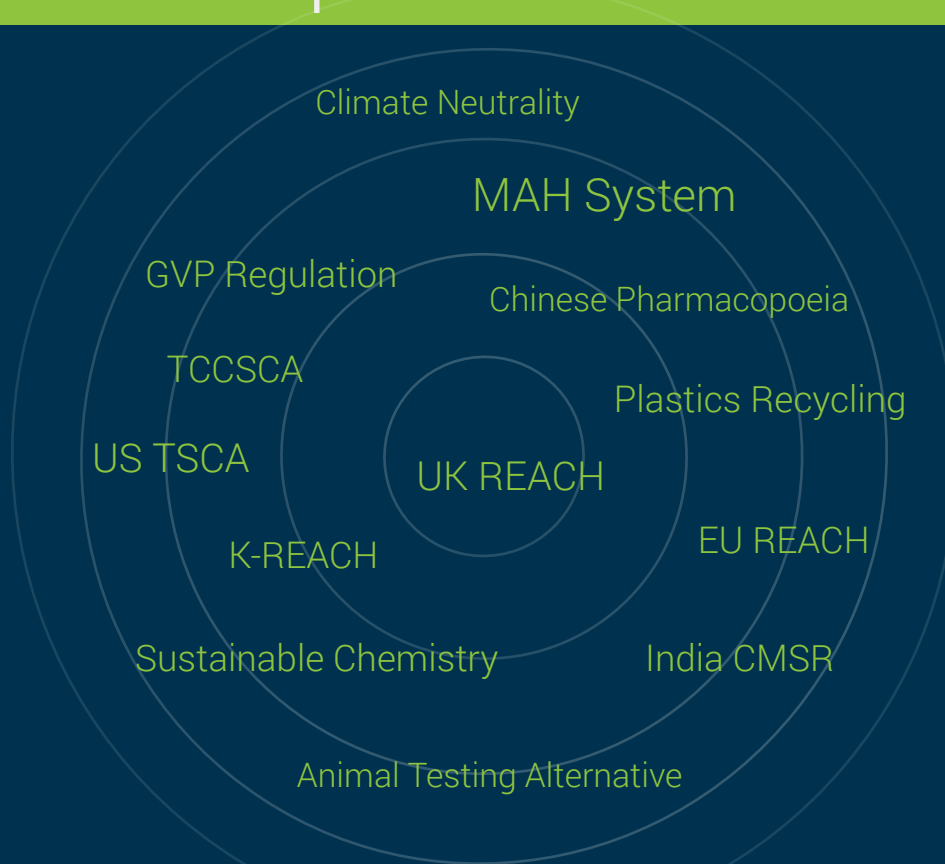 Climate Neutrality
MAH System
GVP Regulation
Chinese Pharmacopoeia
TCCSCA
Plastics Recycling
US TSCA
UK REACH
EU REACH
K-REACH
Sustainable Chemistry
India CMSR
Animal Testing Alternative